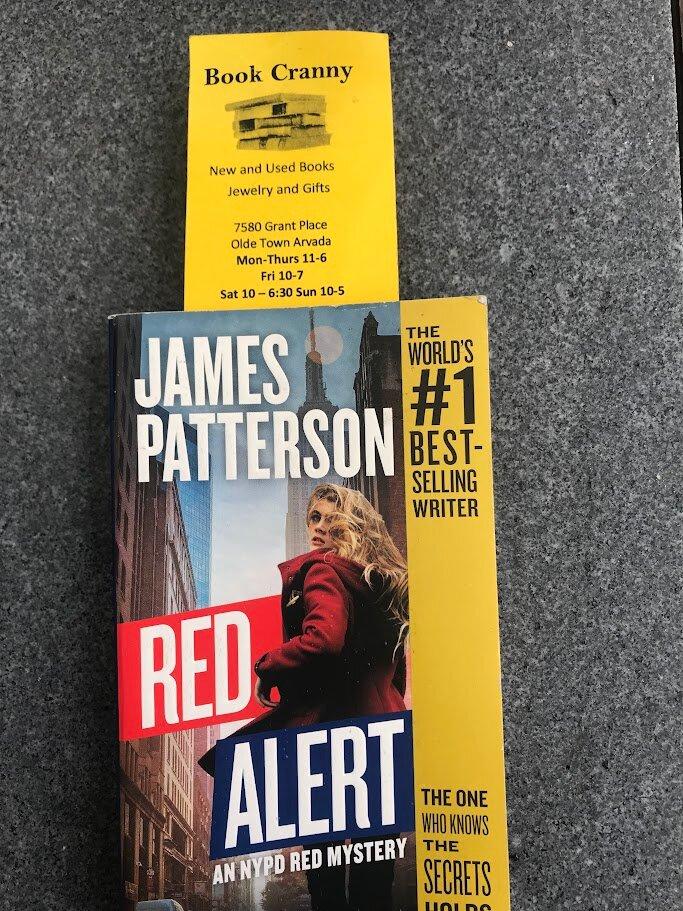 Book Cranny
New and Used Books
Jewelry and Gifts
7580 Grant Place
Olde Town Arvada
Mon-Thurs 11-6
Fri 10-7
Sat 10 – 6:30 Sun 10-5
JAMES
PATTERSON
THE
WORLD'S
#1
BEST-
SELLING
WRITER
RED
ALERT
AN NYPD RED MYSTERY
THE ONE
WHO KNOWS
THE
SECRETS
HOLDS